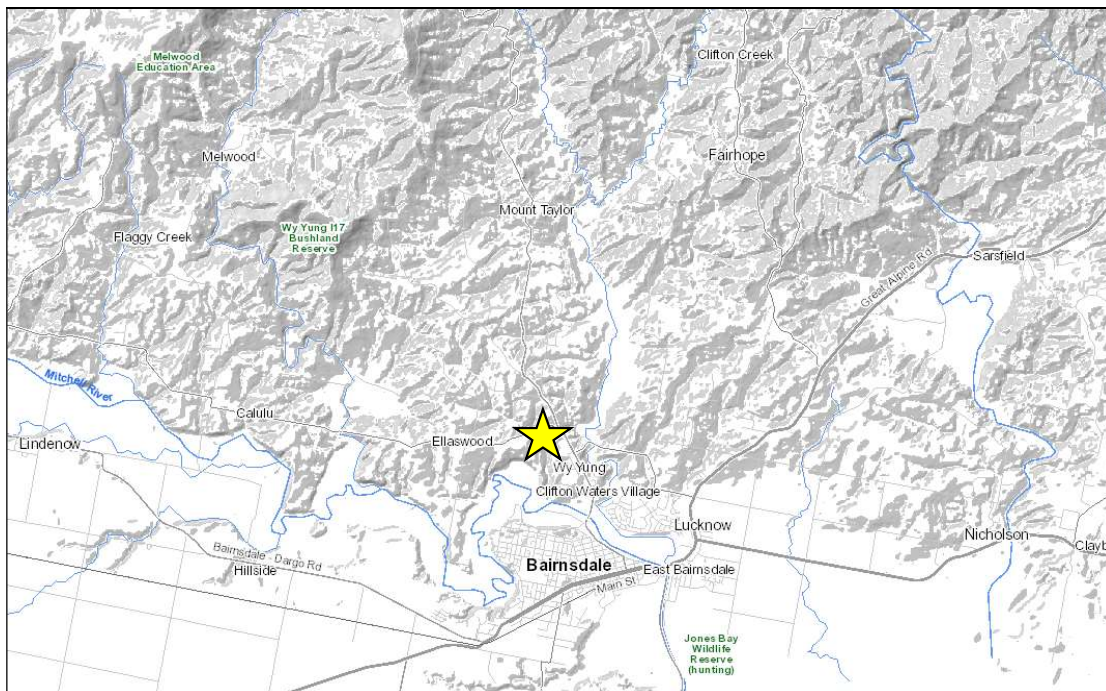 Melwood
Education Area
Clifton Creek
Melwood
Fairhope
Mount Taylor
Wy Yung I17
Bushland
Reserve
Flaggy Creek
Great Alpine Rd
Sarsfield
Mitchell River
Calulu
Lindenow
Ellaswood
Wy Yung
Clifton Waters Village
Lucknow
Nicholson
Bairnsdale - Dargo Rd
Hillside
Bairnsdale
East Bairnsdale
Main St
Jones Bay
Wildlife
Reserve
(hunting)